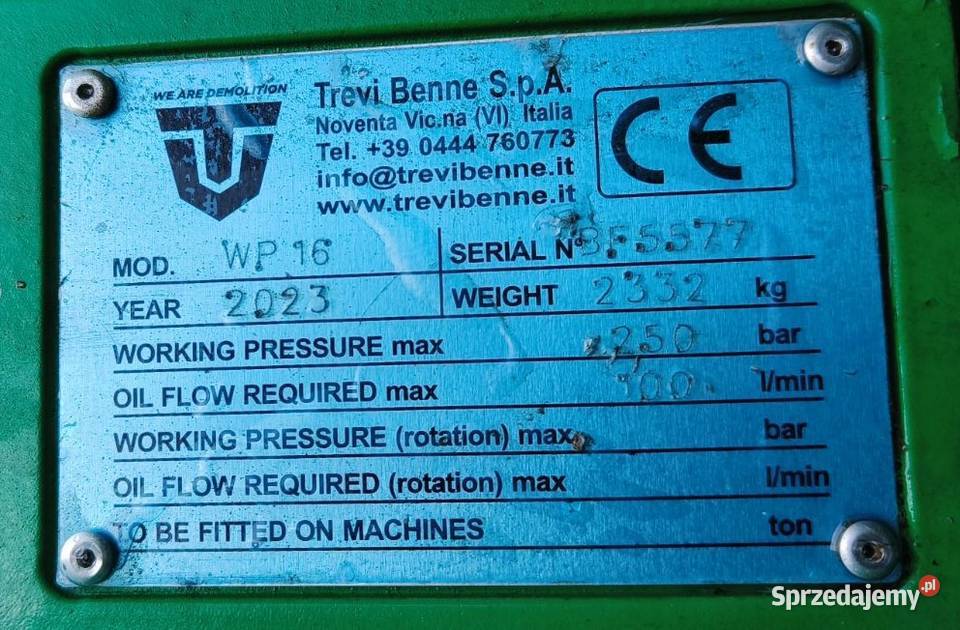 WE ARE DEMOLITION
Trevi Benne S.p.A.
Noventa Vic.na (VI), Italia
Tel. +39 0444 760773
info@trevibenne.it
www.trevibenne.it
CE
MOD. WP 16 SERIAL N° BF5577
YEAR 2023 WEIGHT 2332 kg
WORKING PRESSURE max 250 bar
OIL FLOW REQUIRED max 100 l/min
WORKING PRESSURE (rotation) max bar
OIL FLOW REQUIRED (rotation) max l/min
TO BE FITTED ON MACHINES ton
Sprzedajemy.pl